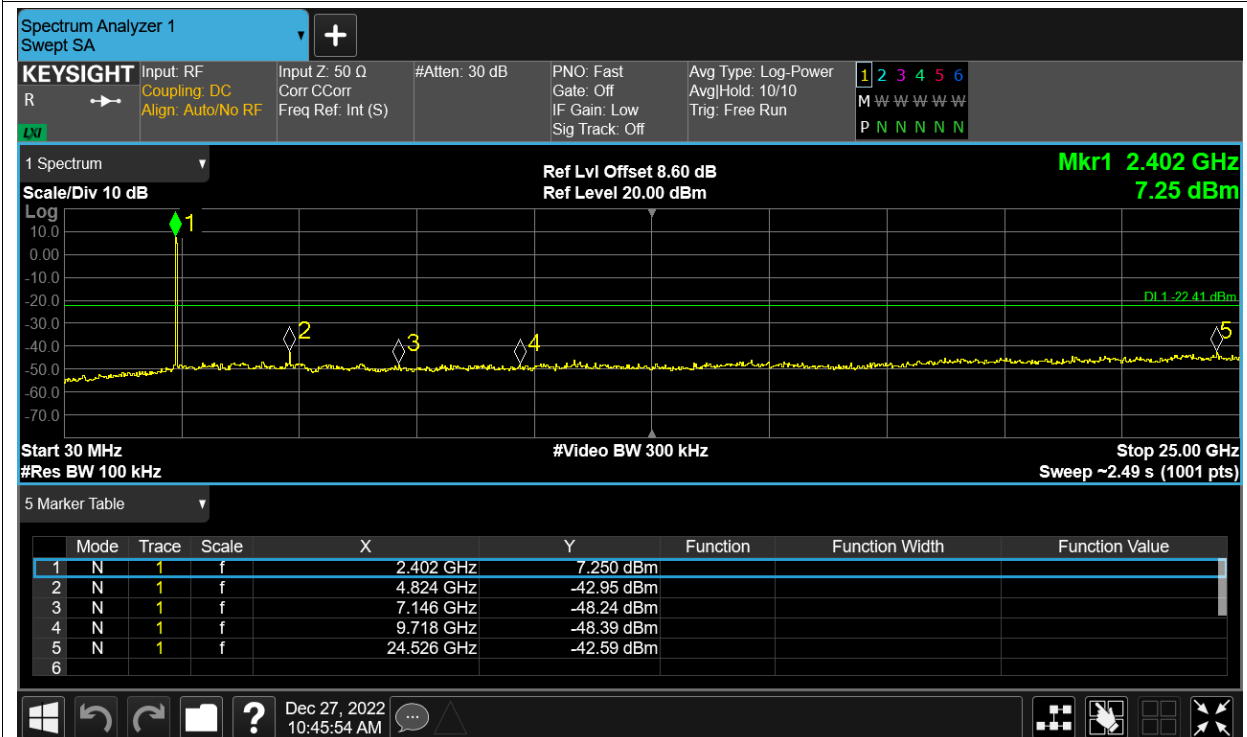 Spectrum Analyzer 1
Swept SA
+
KEYSIGHT
R
LXI
Input: RF
Coupling: DC
Align: Auto/No RF
Input Z: 50 Ω
Corr CCorr
Freq Ref: Int (S)
#Atten: 30 dB
PNO: Fast
Gate: Off
IF Gain: Low
Sig Track: Off
Avg Type: Log-Power
Avg|Hold: 10/10
Trig: Free Run
1 2 3 4 5 6
M W W W W W
P N N N N N
1 Spectrum
Scale/Div 10 dB
Ref Lvl Offset 8.60 dB
Ref Level 20.00 dBm
Mkr1 2.402 GHz
7.25 dBm
Log
10.0
0.00
-10.0
-20.0
-30.0
-40.0
-50.0
-60.0
-70.0
1
2
3
4
5
DL1 -22.41 dBm
Start 30 MHz
#Res BW 100 kHz
#Video BW 300 kHz
Stop 25.00 GHz
Sweep ~2.49 s (1001 pts)
5 Marker Table
Mode Trace Scale X Y Function Function Width Function Value
1 N 1 f 2.402 GHz 7.250 dBm
2 N 1 f 4.824 GHz -42.95 dBm
3 N 1 f 7.146 GHz -48.24 dBm
4 N 1 f 9.718 GHz -48.39 dBm
5 N 1 f 24.526 GHz -42.59 dBm
6
?
Dec 27, 2022
10:45:54 AM